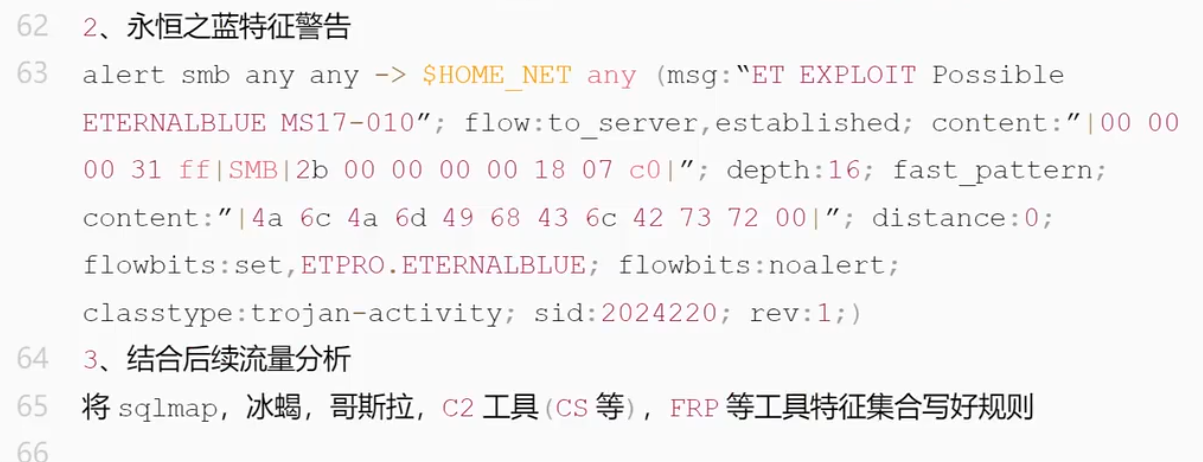 62 2、永恒之蓝特征警告
63 alert smb any any -> $HOME_NET any (msg:“ET EXPLOIT Possible
ETERNALBLUE MS17-010”; flow:to_server,established; content:”|00 00
00 31 ff|SMB|2b 00 00 00 00 18 07 c0|”; depth:16; fast_pattern;
content:”|4a 6c 4a 6d 49 68 43 6c 42 73 72 00|”; distance:0;
flowbits:set,ETPRO.ETERNALBLUE; flowbits:noalert;
classtype:trojan-activity; sid:2024220; rev:1;)
64 3、结合后续流量分析
65 将 sqlmap，冰蝎，哥斯拉，C2 工具(CS 等)，FRP 等工具特征集合写好规则
66